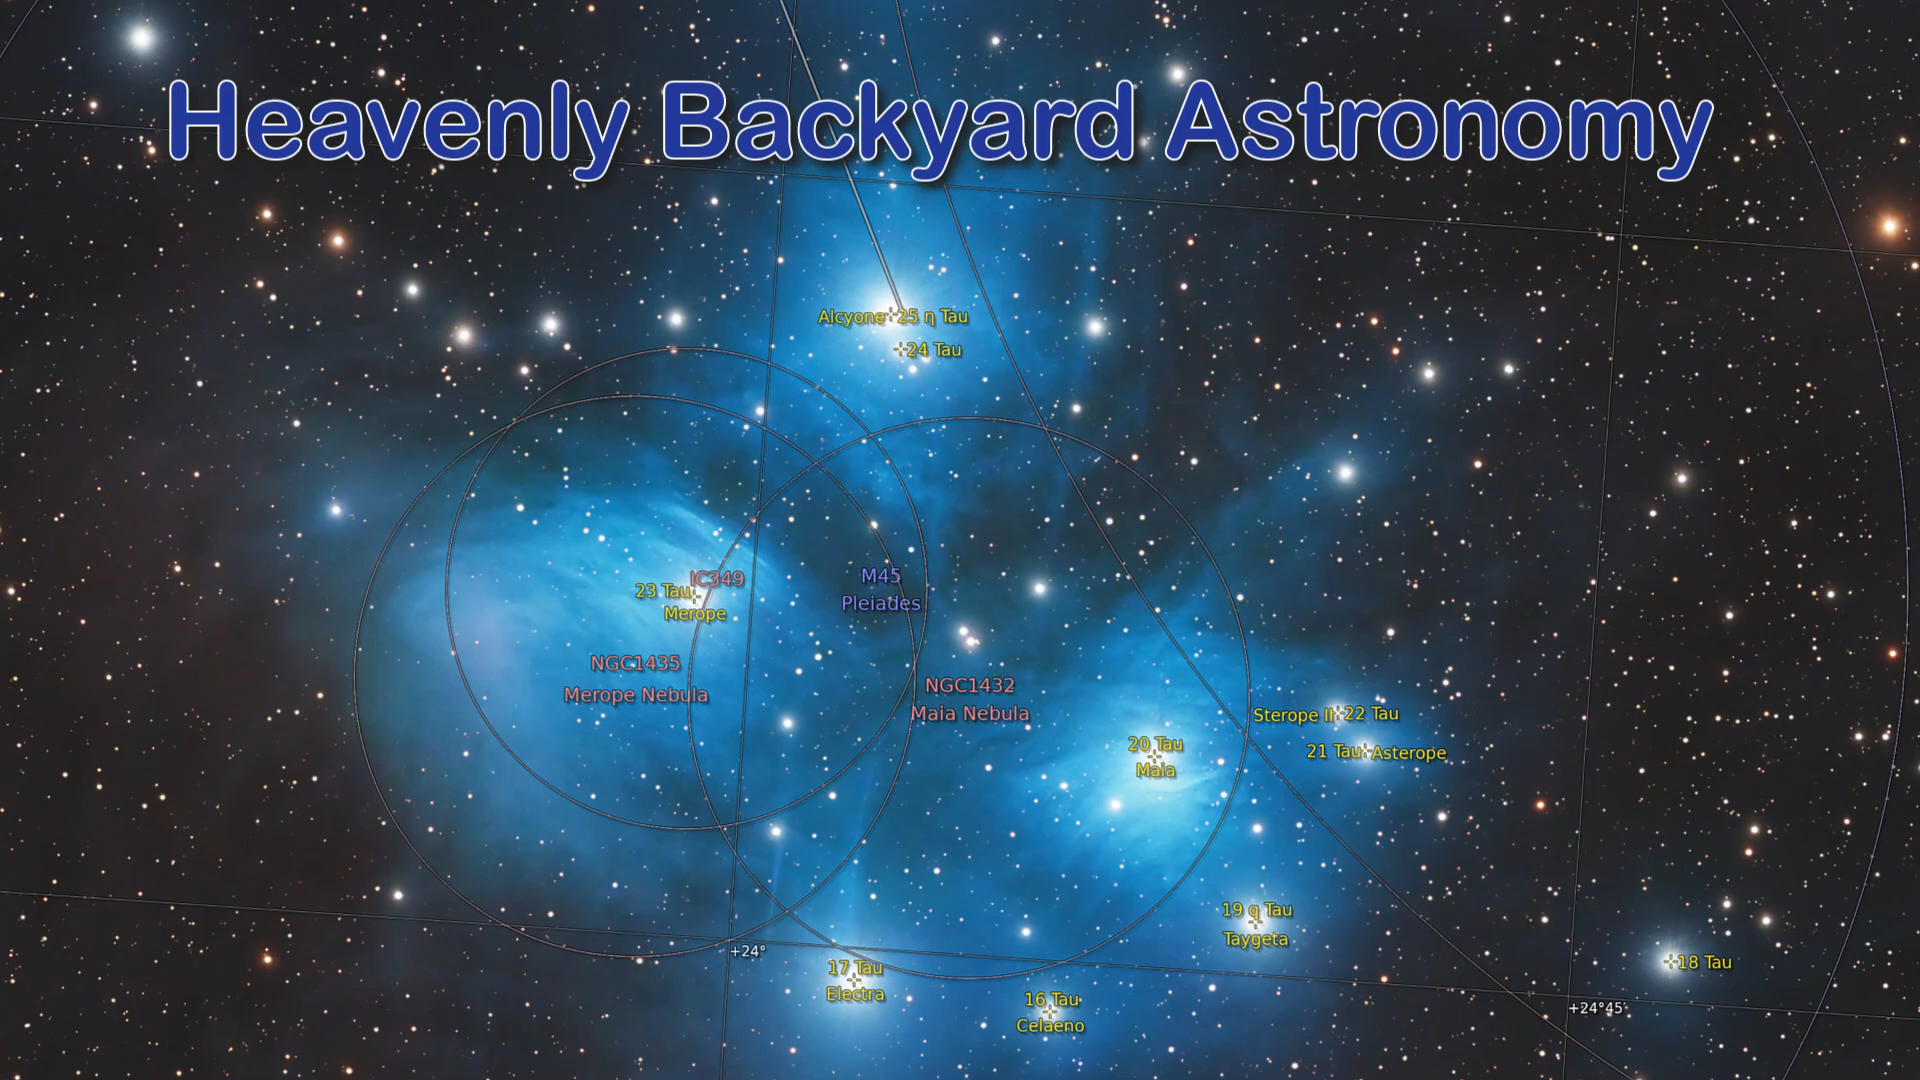 Heavenly Backyard Astronomy
Alcyone 25 η Tau
24 Tau
IC349
23 Tau
Merope
M45
Pleiades
NGC1435
Merope Nebula
NGC1432
Maia Nebula
Sterope II 22 Tau
21 Tau Asterope
20 Tau
Maia
19 q Tau
Taygeta
+24°
17 Tau
Electra
18 Tau
16 Tau
Celaeno
+24°45'